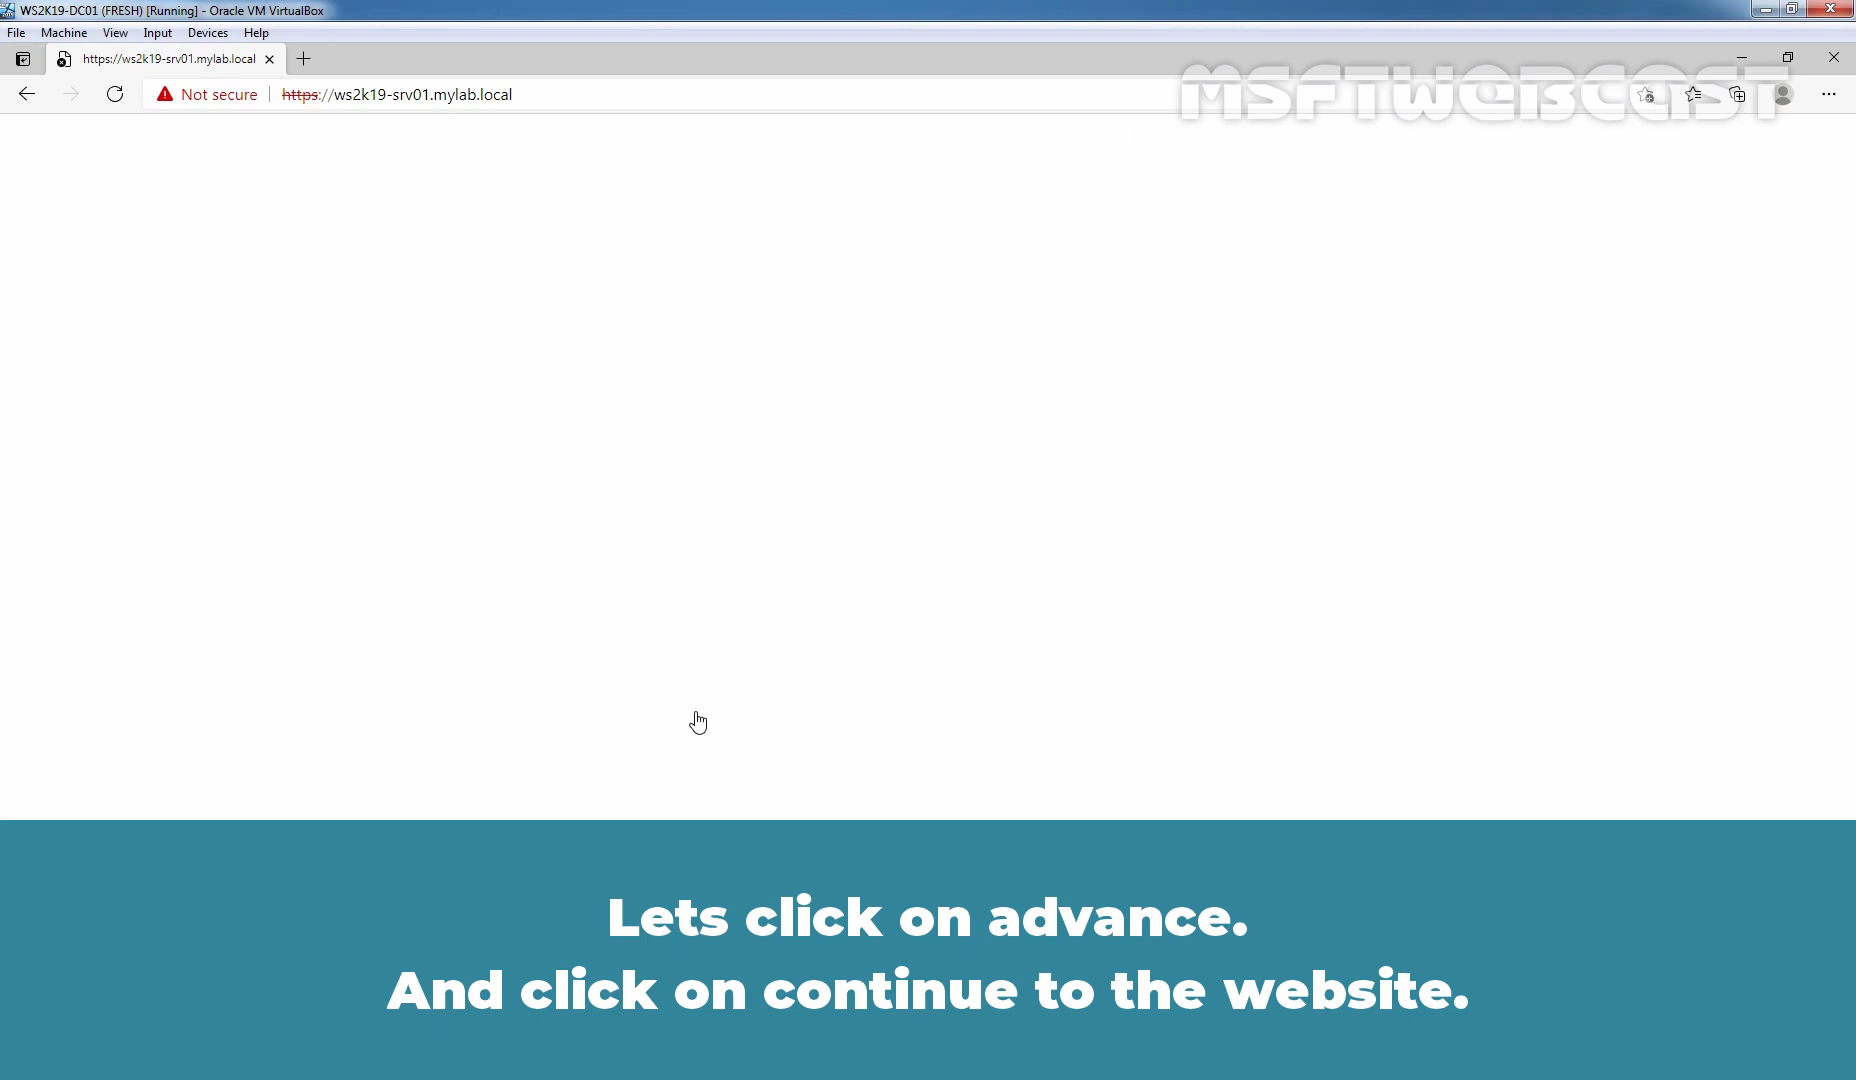 WS2K19-DC01 (FRESH) [Running] - Oracle VM VirtualBox
File Machine View Input Devices Help
https://ws2k19-srv01.mylab.local
Not secure https://ws2k19-srv01.mylab.local
MSFTWEBCAST
Lets click on advance.
And click on continue to the website.